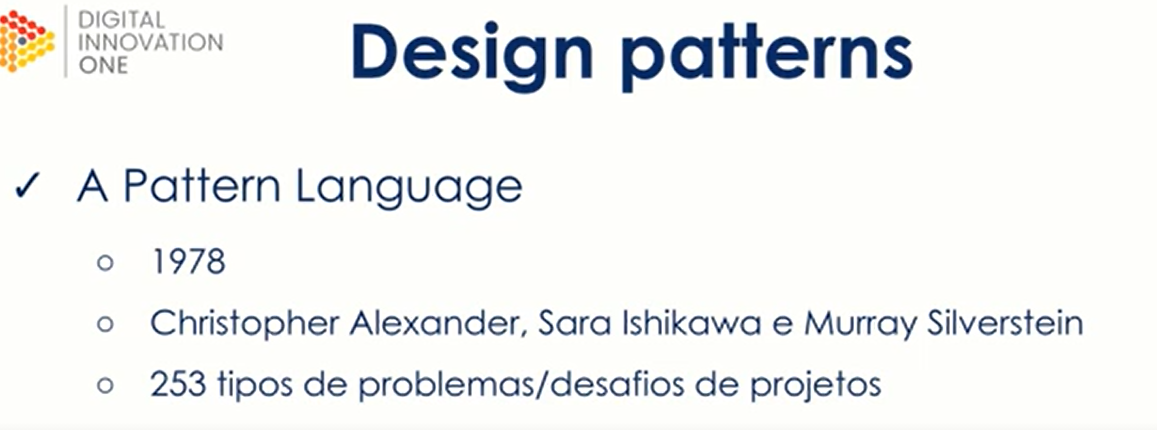 DIGITAL
INNOVATION
ONE
Design patterns
✓ A Pattern Language
○ 1978
○ Christopher Alexander, Sara Ishikawa e Murray Silverstein
○ 253 tipos de problemas/desafios de projetos